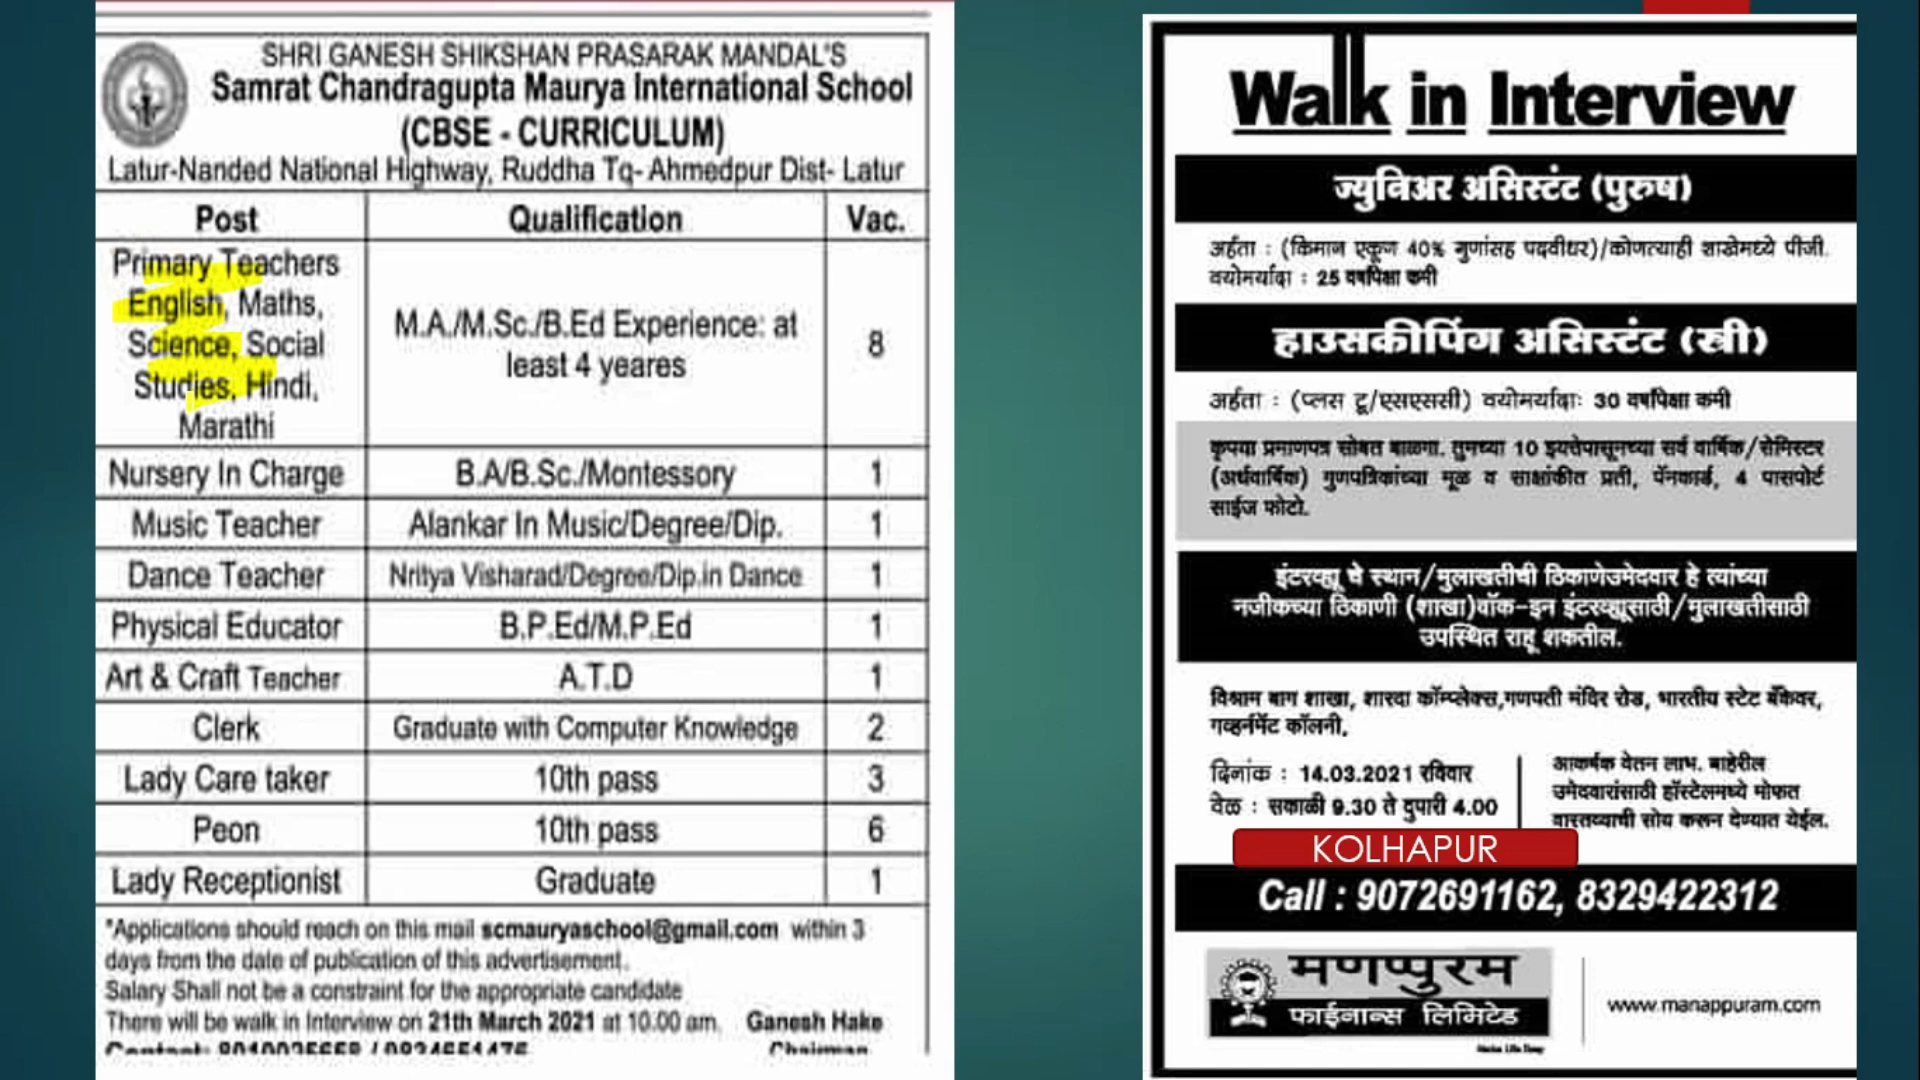 SHRI GANESH SHIKSHAN PRASARAK MANDAL'S
Samrat Chandragupta Maurya International School
(CBSE - CURRICULUM)
Latur-Nanded National Highway, Ruddha Tq- Ahmedpur Dist- Latur
Post Qualification Vac.
Primary Teachers
English, Maths,
Science, Social
Studies, Hindi,
Marathi
M.A./M.Sc./B.Ed Experience: at
least 4 yeares
8
Nursery In Charge B.A/B.Sc./Montessory 1
Music Teacher Alankar In Music/Degree/Dip. 1
Dance Teacher Nritya Visharad/Degree/Dip.in Dance 1
Physical Educator B.P.Ed/M.P.Ed 1
Art & Craft Teacher A.T.D 1
Clerk Graduate with Computer Knowledge 2
Lady Care taker 10th pass 3
Peon 10th pass 6
Lady Receptionist Graduate 1
*Applications should reach on this mail scmauryaschool@gmail.com within 3
days from the date of publication of this advertisement.
Salary Shall not be a constraint for the appropriate candidate
There will be walk in Interview on 21th March 2021 at 10.00 am. Ganesh Hake
Contact: Chairman
Walk in Interview
ज्युनिअर असिस्टंट (पुरुष)
अर्हता : (किमान एकूण 40% गुणांसह पदवीधर)/कोणत्याही शाखेमध्ये पीजी.
वयोमर्यादा : 25 वर्षापेक्षा कमी
हाउसकीपिंग असिस्टंट (स्त्री)
अर्हता : (प्लस टू/एसएससी) वयोमर्यादाः 30 वर्षापेक्षा कमी
कृपया प्रमाणपत्र सोबत बाळगा. तुमच्या 10 इयत्तेपासूनच्या सर्व वार्षिक/सेमिस्टर
(अर्धवार्षिक) गुणपत्रिकांच्या मूळ व साक्षांकीत प्रती, पॅनकार्ड, 4 पासपोर्ट
साईज फोटो.
इंटरव्ह्यू चे स्थान/मुलाखतीची ठिकाणेउमेदवार हे त्यांच्या
नजीकच्या ठिकाणी (शाखा)वॉक-इन इंटरव्ह्यूसाठी/मुलाखतीसाठी
उपस्थित राहू शकतील.
विश्राम बाग शाखा, शारदा कॉम्प्लेक्स,गणपती मंदिर रोड, भारतीय स्टेट बँकेवर,
गव्हर्नमेंट कॉलनी,
दिनांक : 14.03.2021 रविवार
वेळ : सकाळी 9.30 ते दुपारी 4.00
आकर्षक वेतन लाभ. बाहेरील
उमेदवारांसाठी हॉस्टेलमध्ये मोफत
वास्तव्याची सोय करून देण्यात येईल.
KOLHAPUR
Call : 9072691162, 8329422312
मणप्पुरम
फाईनान्स लिमिटेड
www.manappuram.com